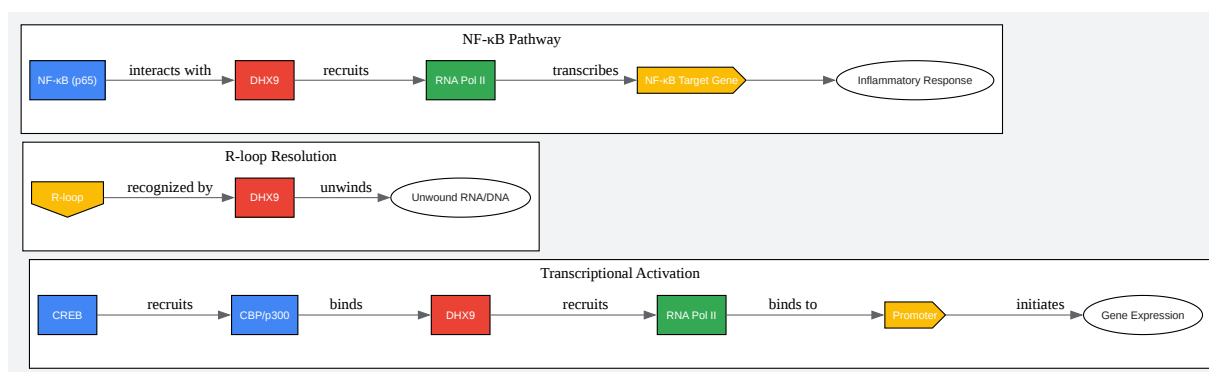 NF-κB Pathway
NF-κB (p65) interacts with DHX9 recruits RNA Pol II transcribes NF-κB Target Gene Inflammatory Response
R-loop Resolution
R-loop recognized by DHX9 unwinds Unwound RNA/DNA
Transcriptional Activation
CREB recruits CBP/p300 binds DHX9 recruits RNA Pol II binds to Promoter initiates Gene Expression